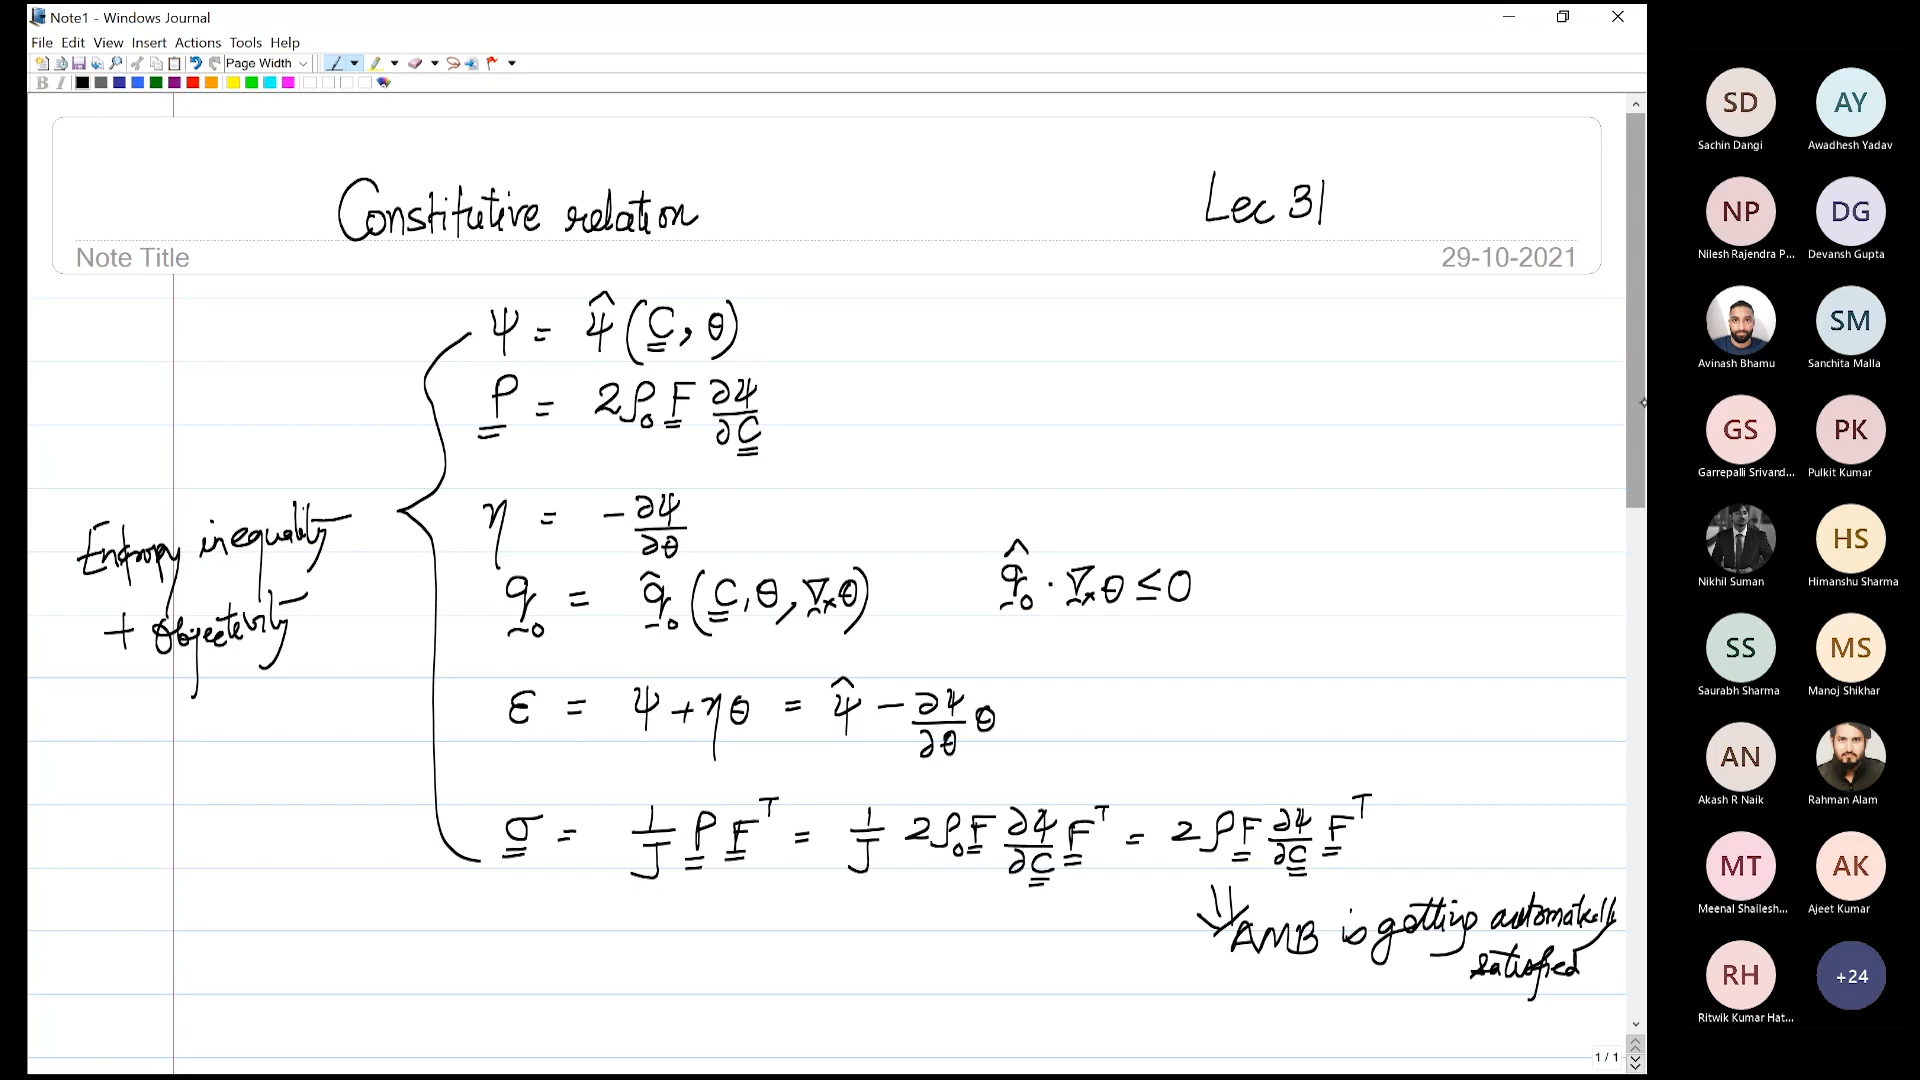 Note1 - Windows Journal
File Edit View Insert Actions Tools Help
Page Width
B I
Constitutive relation
Lec 31
Note Title
29-10-2021
ψ = ψ̂ (C, θ)
P = 2ρ₀ F ∂ψ/∂C
η = - ∂ψ/∂θ
q₀ = q̂₀ (C, θ, ∇ₓθ) q̂₀ · ∇ₓθ ≤ 0
Entropy inequality
+ Objectivity
ε = ψ + ηθ = ψ̂ - ∂ψ/∂θ θ
σ = 1/J P Fᵀ = 1/J 2ρ₀F ∂ψ/∂C Fᵀ = 2ρF ∂ψ/∂C Fᵀ
⇓ AMB is getting automatically
satisfied
1 / 1
SD AY
Sachin Dangi Awadhesh Yadav
NP DG
Nilesh Rajendra P... Devansh Gupta
SM
Avinash Bhamu Sanchita Malla
GS PK
Garrepalli Srivand... Pulkit Kumar
HS
Nikhil Suman Himanshu Sharma
SS MS
Saurabh Sharma Manoj Shikhar
AN
Akash R Naik Rahman Alam
MT AK
Meenal Shailesh... Ajeet Kumar
RH +24
Ritwik Kumar Hat...